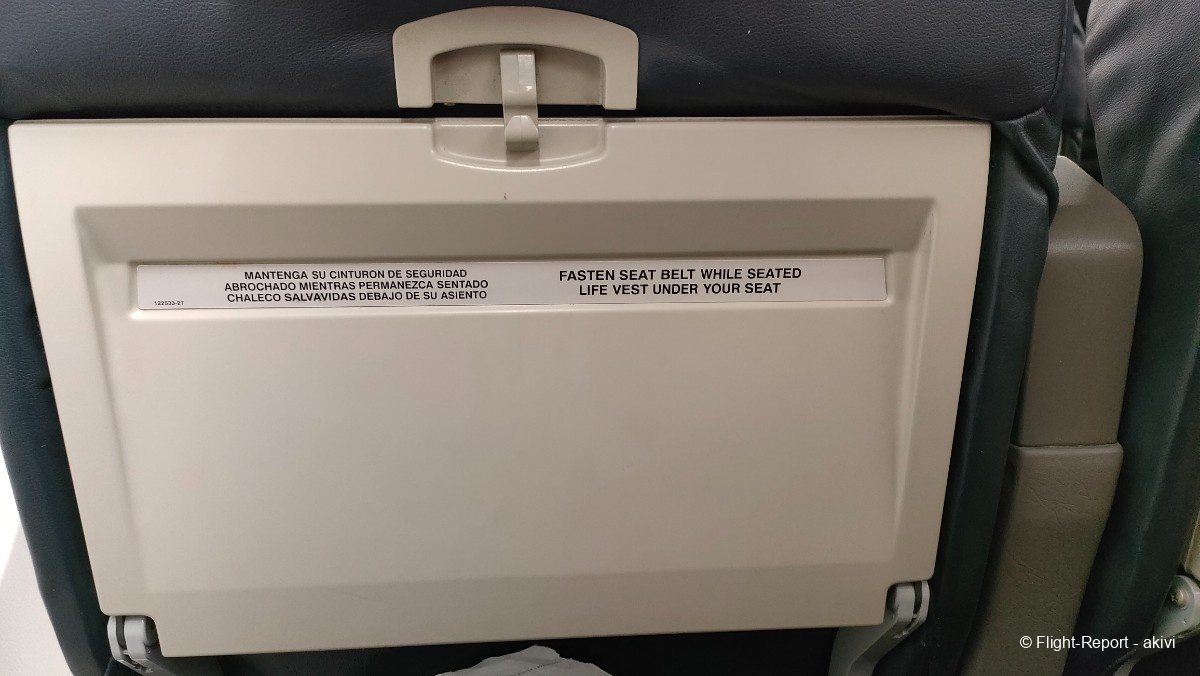 MANTENGA SU CINTURON DE SEGURIDAD
ABROCHADO MIENTRAS PERMANEZCA SENTADO
CHALECO SALVAVIDAS DEBAJO DE SU ASIENTO
122533-27
FASTEN SEAT BELT WHILE SEATED
LIFE VEST UNDER YOUR SEAT
© Flight-Report - akivi